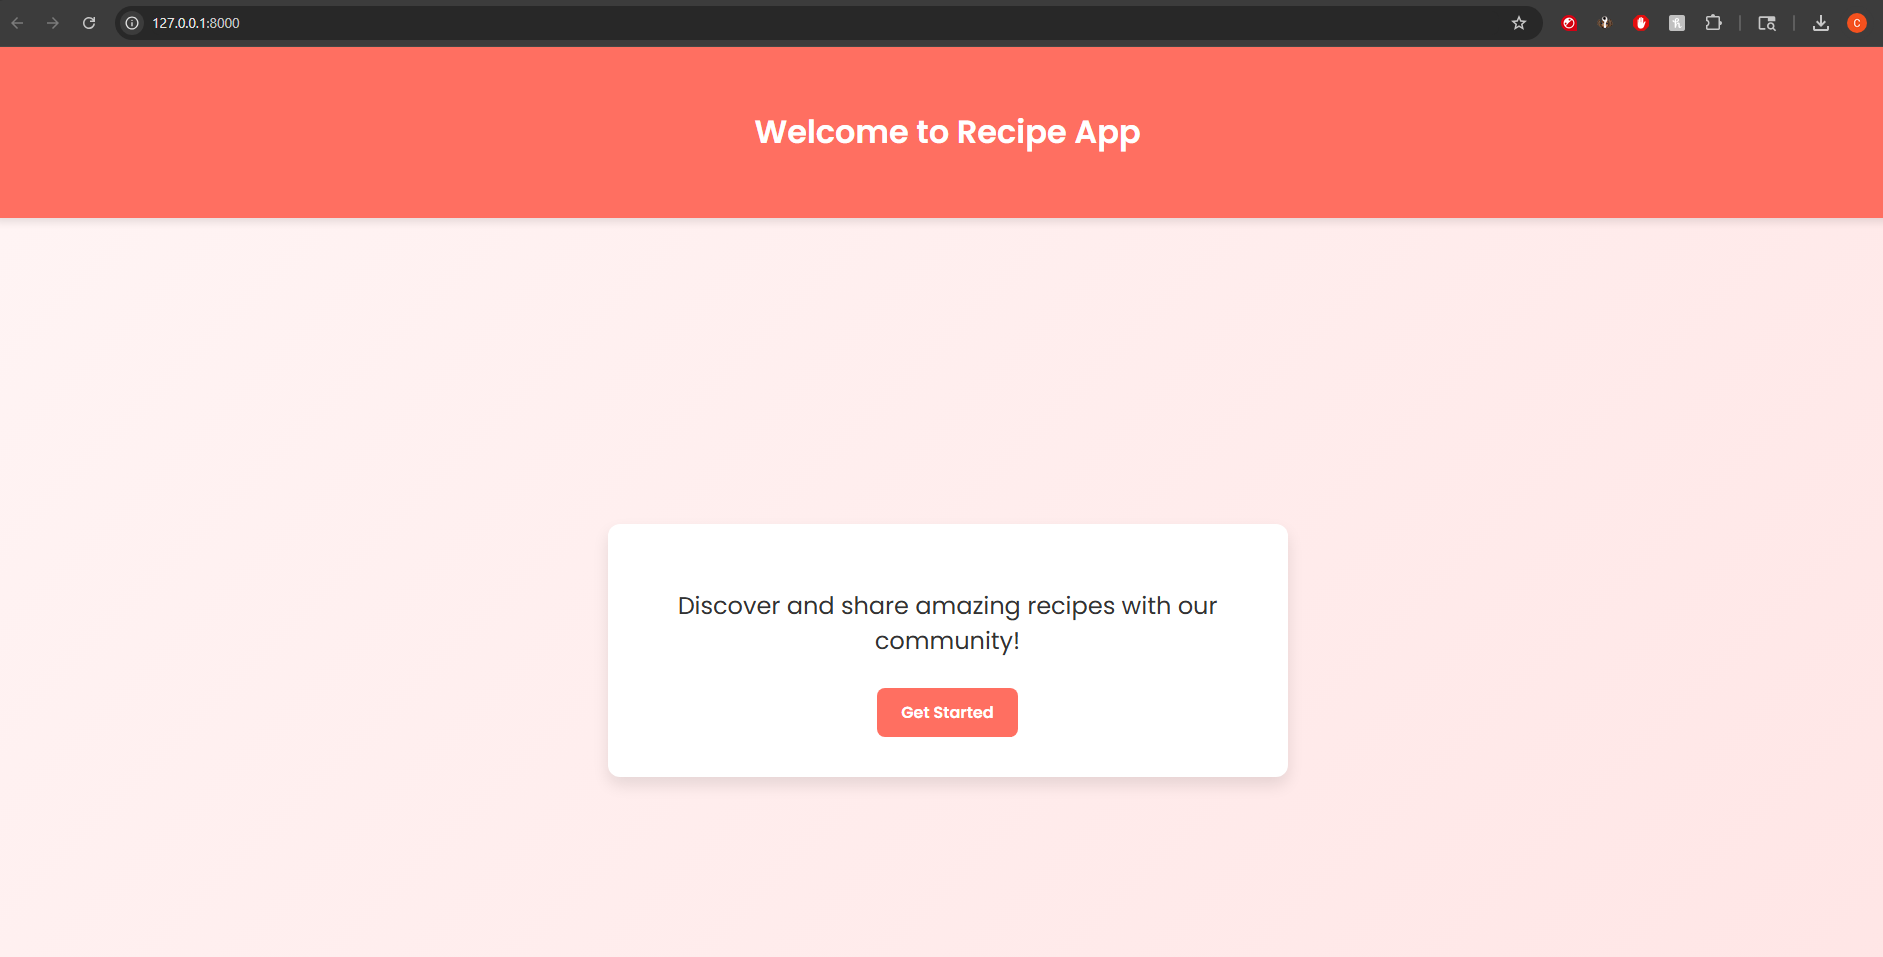 127.0.0.1:8000
C
Welcome to Recipe App
Discover and share amazing recipes with our
community!
Get Started